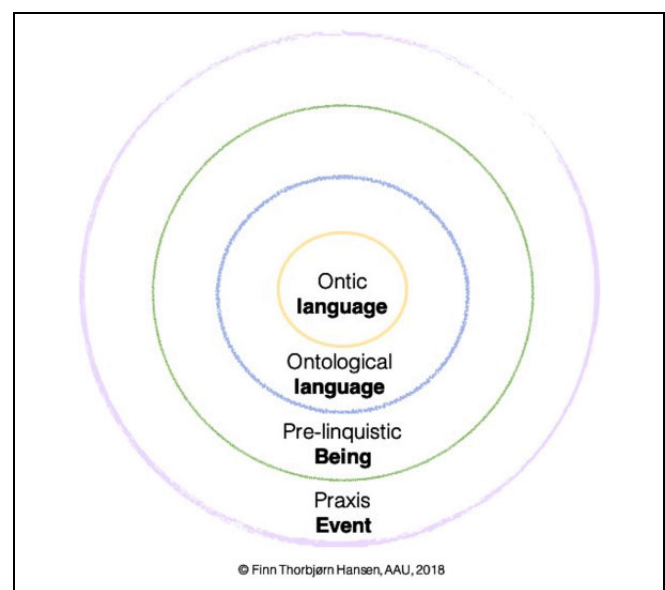 Ontic
language
Ontological
language
Pre-linquistic
Being
Praxis
Event
© Finn Thorbjørn Hansen, AAU, 2018